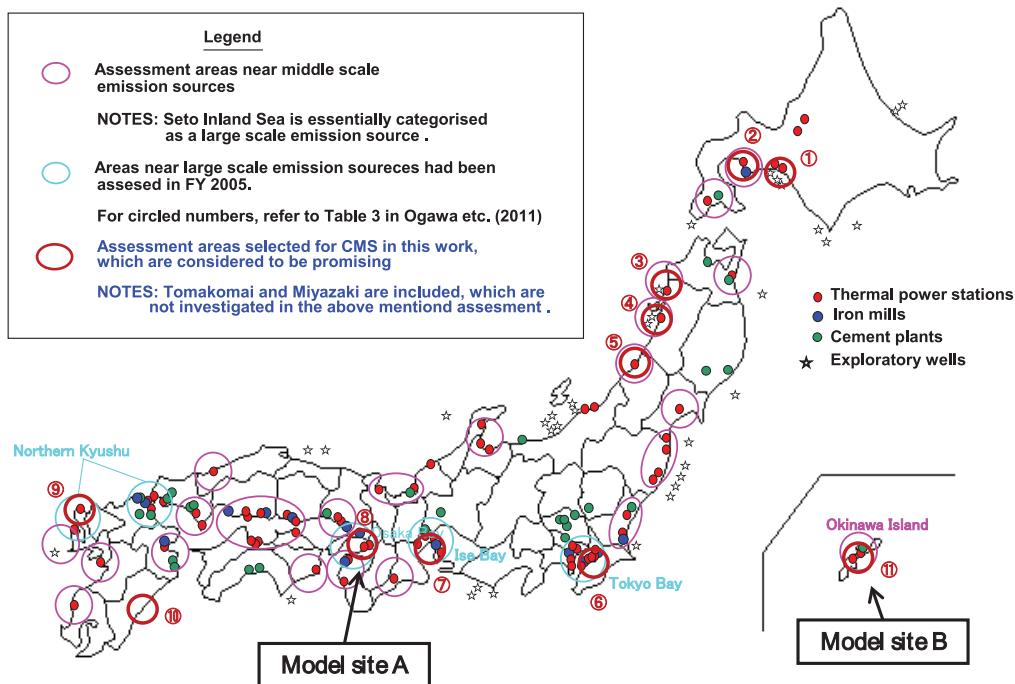 Legend
Assessment areas near middle scale
emission sources
NOTES: Seto Inland Sea is essentially categorised
as a large scale emission source .
Areas near large scale emission soureces had been
assesed in FY 2005.
For circled numbers, refer to Table 3 in Ogawa etc. (2011)
Assessment areas selected for CMS in this work,
which are considered to be promising
NOTES: Tomakomai and Miyazaki are included, which are
not investigated in the above mentiond assesment .
②
①
③
④
⑤
Thermal power stations
Iron mills
Cement plants
Exploratory wells
Northern Kyushu
⑨
⑧
Osaka B
Ise Bay
⑦
Tokyo Bay
⑥
⑩
Okinawa Island
⑪
Model site A
Model site B